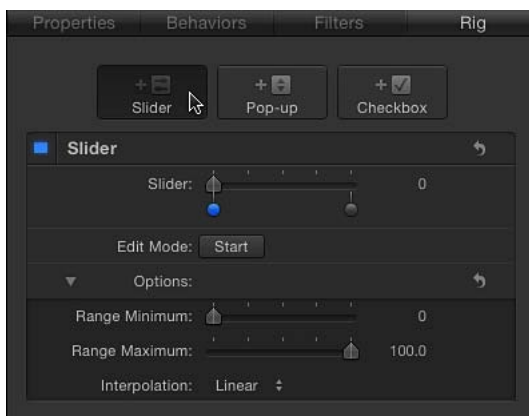 Properties Behaviors Filters Rig
Slider Pop-up Checkbox
Slider
Slider: 0
Edit Mode: Start
Options:
Range Minimum: 0
Range Maximum: 100.0
Interpolation: Linear